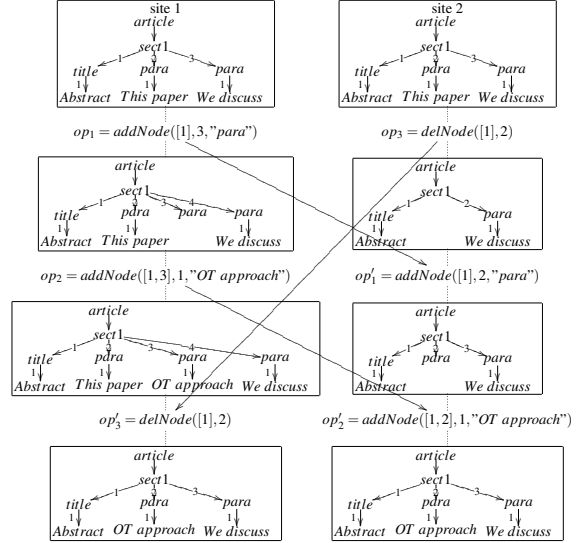 site 1
article
sect1
1 2 3
title para para
1 1 1
Abstract This paper We discuss
op1 = addNode([1],3,"para")
article
sect1
1 2 3 4
title para para para
1 1 1
Abstract This paper We discuss
op2 = addNode([1,3],1,"OT approach")
article
sect1
1 2 3 4
title para para para
1 1 1 1
Abstract This paper OT approach We discuss
op′3 = delNode([1],2)
article
sect1
1 2 3
title para para
1 1 1
Abstract OT approach We discuss
site 2
article
sect1
1 2 3
title para para
1 1 1
Abstract This paper We discuss
op3 = delNode([1],2)
article
sect1
1 2
title para
1 1
Abstract We discuss
op′1 = addNode([1],2,"para")
article
sect1
1 2 3
title para para
1 1
Abstract We discuss
op′2 = addNode([1,2],1,"OT approach")
article
sect1
1 2 3
title para para
1 1 1
Abstract OT approach We discuss